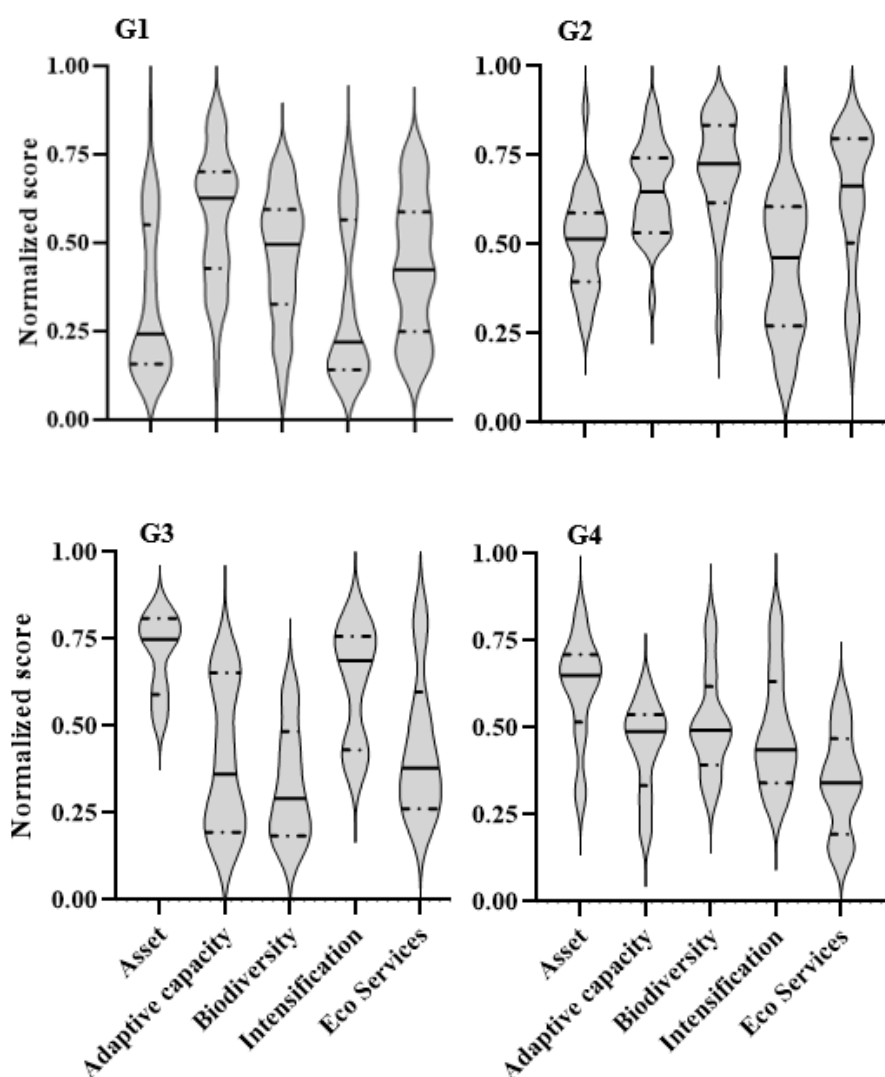 G1
G2
1.00
0.75
0.50
0.25
0.00
Normalized score
1.00
0.75
0.50
0.25
0.00
G3
G4
1.00
0.75
0.50
0.25
0.00
Normalized score
1.00
0.75
0.50
0.25
0.00
Asset
Adaptive capacity
Biodiversity
Intensification
Eco Services
Asset
Adaptive capacity
Biodiversity
Intensification
Eco Services